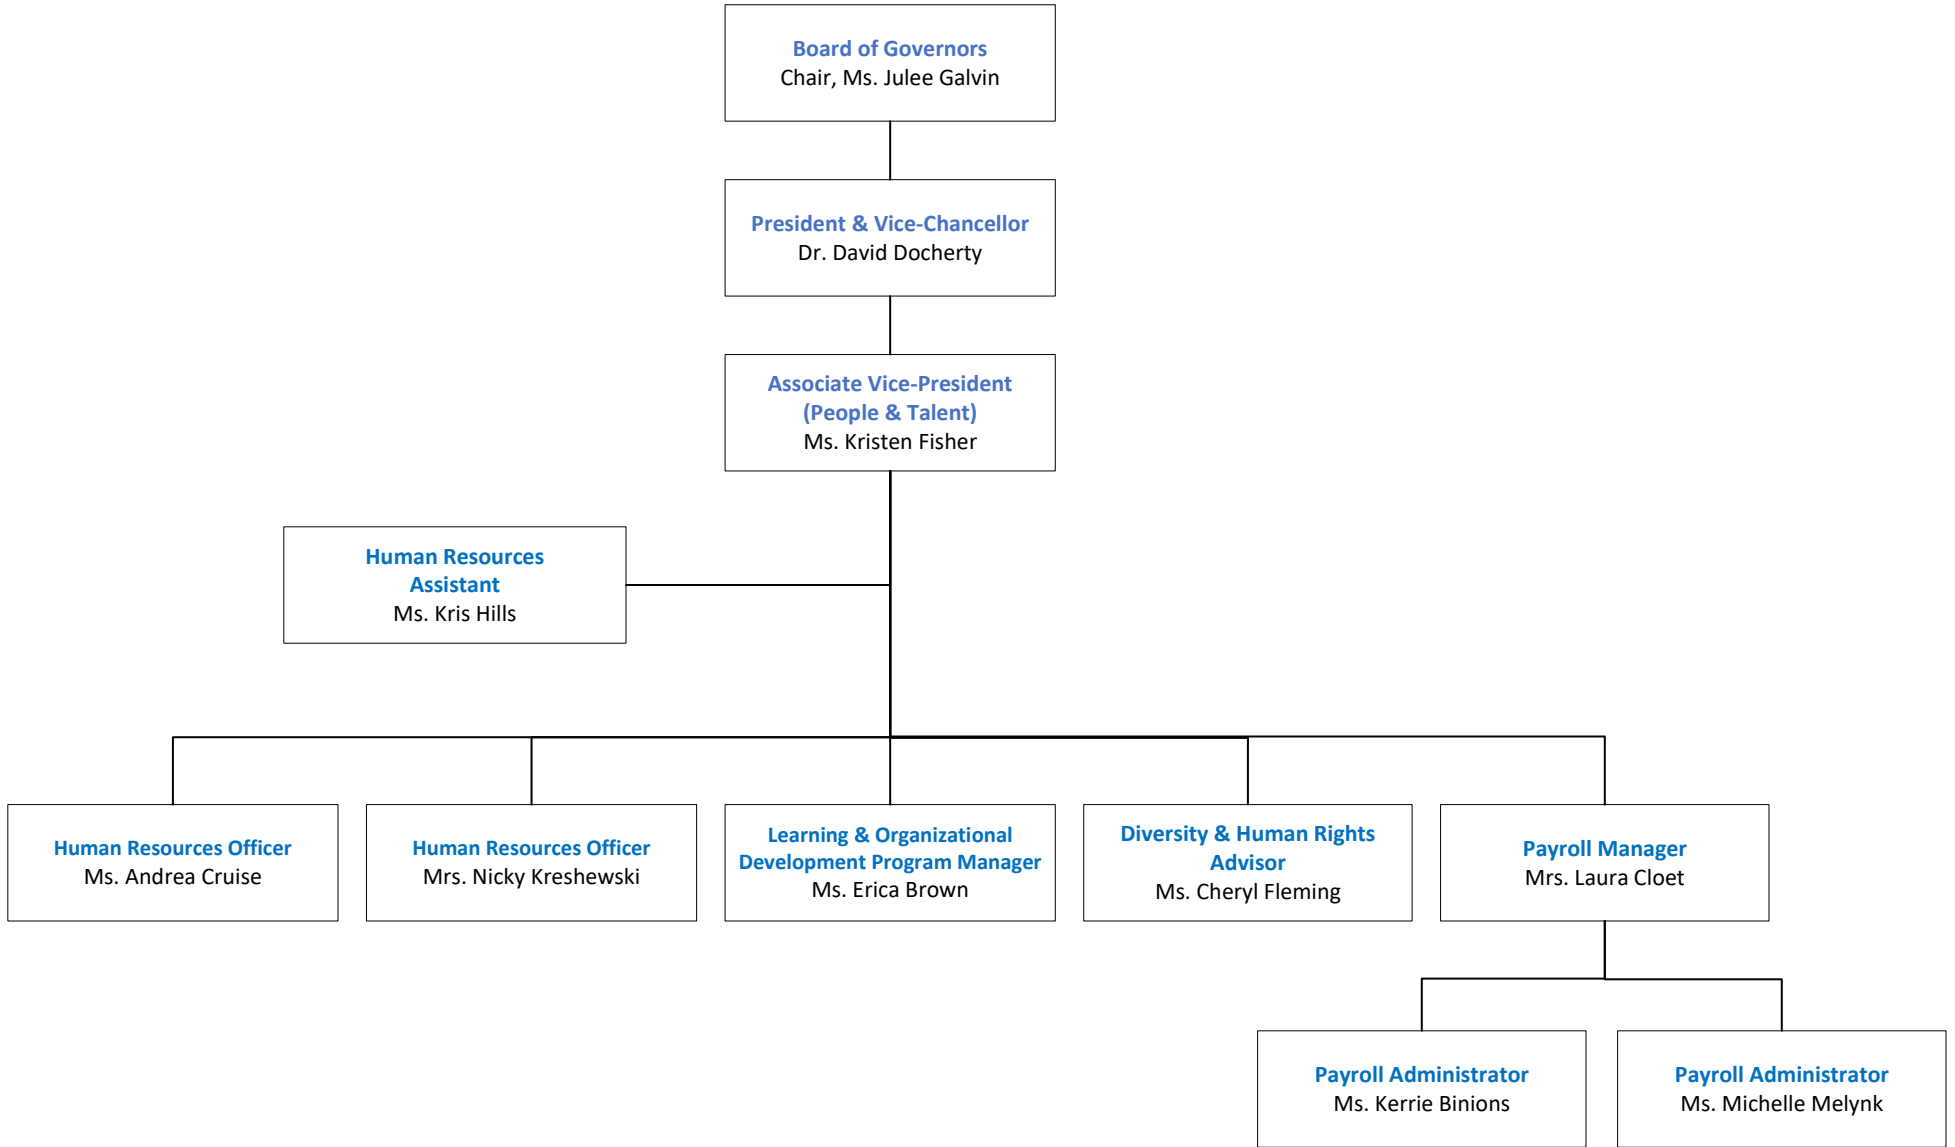 Board of Governors
Chair, Ms. Julee Galvin
President & Vice-Chancellor
Dr. David Docherty
Associate Vice-President
(People & Talent)
Ms. Kristen Fisher
Human Resources
Assistant
Ms. Kris Hills
Human Resources Officer
Ms. Andrea Cruise
Human Resources Officer
Mrs. Nicky Kreshewski
Learning & Organizational
Development Program Manager
Ms. Erica Brown
Diversity & Human Rights
Advisor
Ms. Cheryl Fleming
Payroll Manager
Mrs. Laura Cloet
Payroll Administrator
Ms. Kerrie Binions
Payroll Administrator
Ms. Michelle Melynk